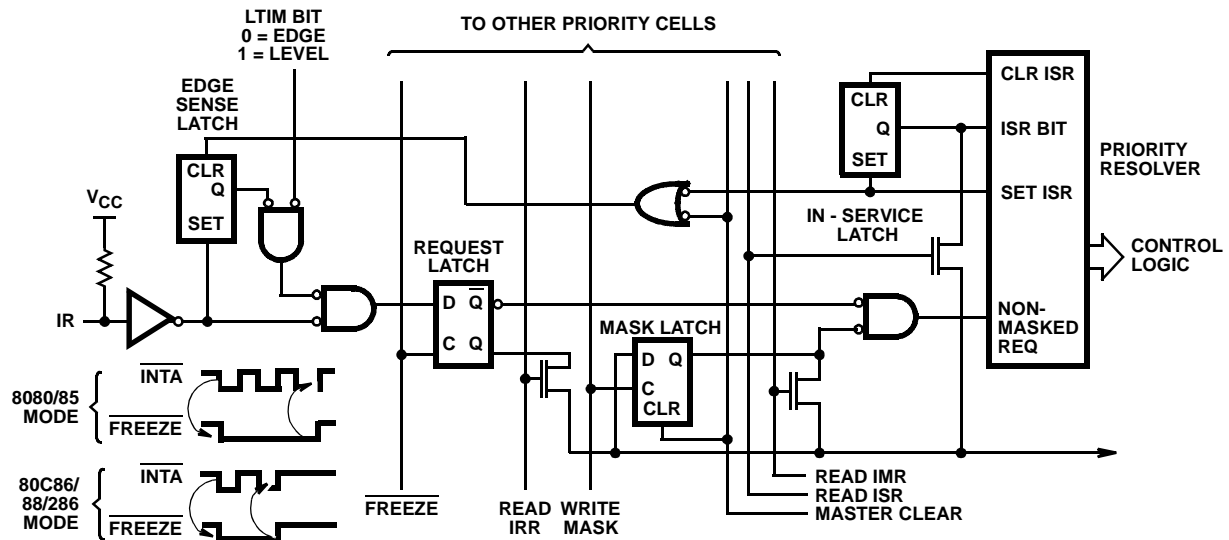 LTIM BIT
0 = EDGE
1 = LEVEL
TO OTHER PRIORITY CELLS
EDGE
SENSE
LATCH
CLR
Q
SET
VCC
IR
REQUEST
LATCH
D Q
C Q
MASK LATCH
D Q
C
CLR
CLR
Q
SET
IN - SERVICE
LATCH
CLR ISR
ISR BIT
SET ISR
NON-
MASKED
REQ
PRIORITY
RESOLVER
CONTROL
LOGIC
8080/85
MODE
INTA
FREEZE
80C86/
88/286
MODE
INTA
FREEZE
FREEZE
READ
IRR
WRITE
MASK
READ IMR
READ ISR
MASTER CLEAR